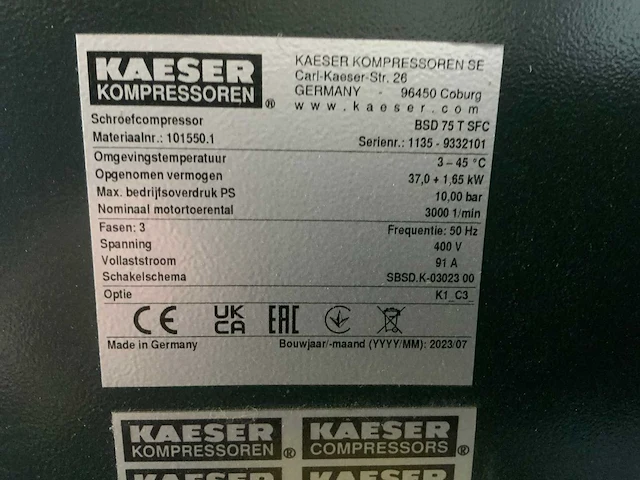 KAESER
KOMPRESSOREN ®
KAESER KOMPRESSOREN SE
Carl-Kaeser-Str. 26
GERMANY - 96450 Coburg
www.kaeser.com
Schroefcompressor BSD 75 T SFC
Materiaalnr.: 101550.1 Serienr.: 1135 - 9332101
Omgevingstemperatuur 3 – 45 °C
Opgenomen vermogen 37,0 + 1,65 kW
Max. bedrijfsoverdruk PS 10,00 bar
Nominaal motortoerental 3000 1/min
Fasen: 3 Frequentie: 50 Hz
Spanning 400 V
Vollaststroom 91 A
Schakelschema SBSD.K-03023 00
Optie K1_C3_
CE UK CA EAC
Made in Germany Bouwjaar/-maand (YYYY/MM): 2023/07
KAESER KAESER
KOMPRESSOREN ® COMPRESSORS ®
KAESER KAESER